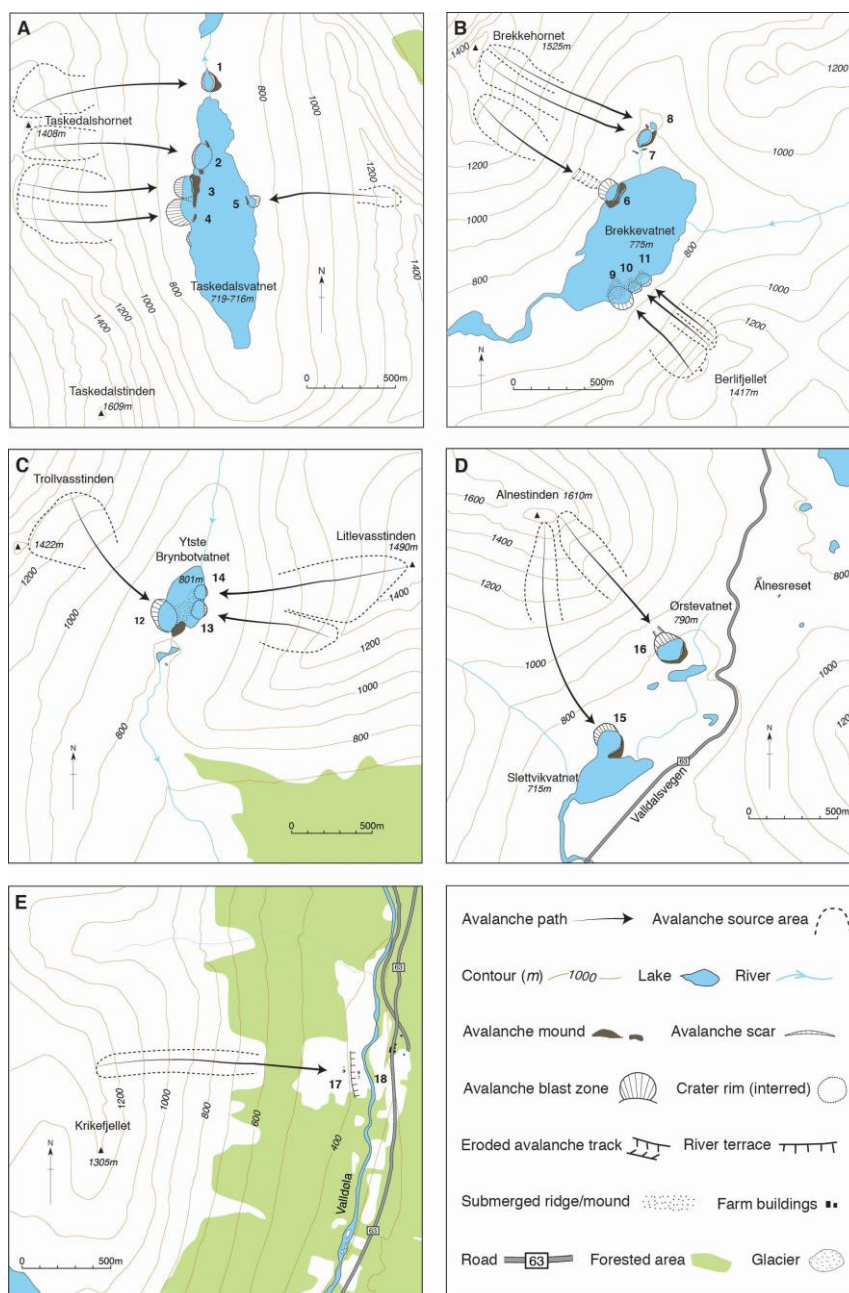 A
1
800
1000
1200
Taskedalshornet
1408m
2
3
4
5
Taskedalsvatnet
719-716m
N
800
1000
1200
1400
1400
0 500m
Taskedalstinden
1609m
B
Brekkehornet
1525m
1400
1200
8
7
1000
1200
1000
6
Brekkevatnet
775m
800
11
10
9
800
1000
1200
N
0 500m
Berlifjellet
1417m
C
Trollvasstinden
1422m
1200
1000
Ytste
Brynbotvatnet
801m
14
12
13
Litlevasstinden
1490m
1400
1200
1000
800
800
N
0 500m
D
1600
Alnestinden 1610m
1400
1200
1000
800
Ørstevatnet
790m
16
Alnesreset
800
1000
1200
15
Slettvikvatnet
715m
63
Valldalsvegen
N
0 500m
E
63
1200
1000
800
600
400
17
18
Krikefjellet
1305m
N
Valldøla
0 500m
63
Avalanche path
Avalanche source area
Contour (m) 1000
Lake
River
Avalanche mound
Avalanche scar
Avalanche blast zone
Crater rim (interred)
Eroded avalanche track
River terrace
Submerged ridge/mound
Farm buildings
Road 63
Forested area
Glacier